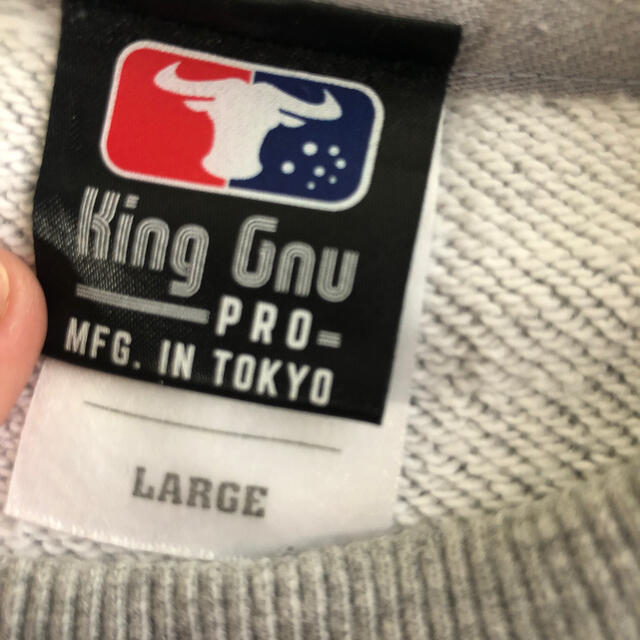 King Gnu
PRO
MFG. IN TOKYO
LARGE